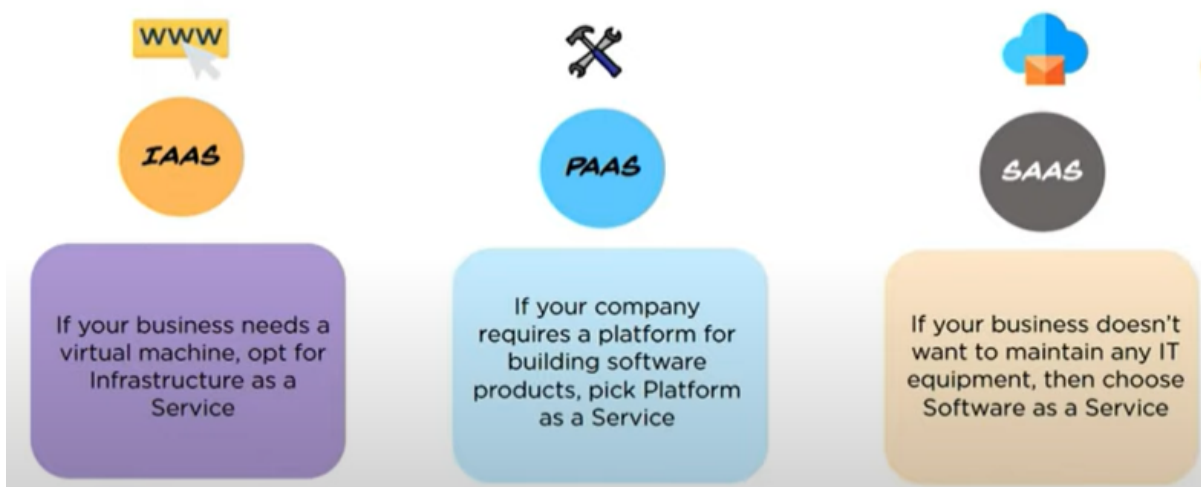 WWW
IAAS
If your business needs a
virtual machine, opt for
Infrastructure as a
Service
PAAS
If your company
requires a platform for
building software
products, pick Platform
as a Service
SAAS
If your business doesn't
want to maintain any IT
equipment, then choose
Software as a Service